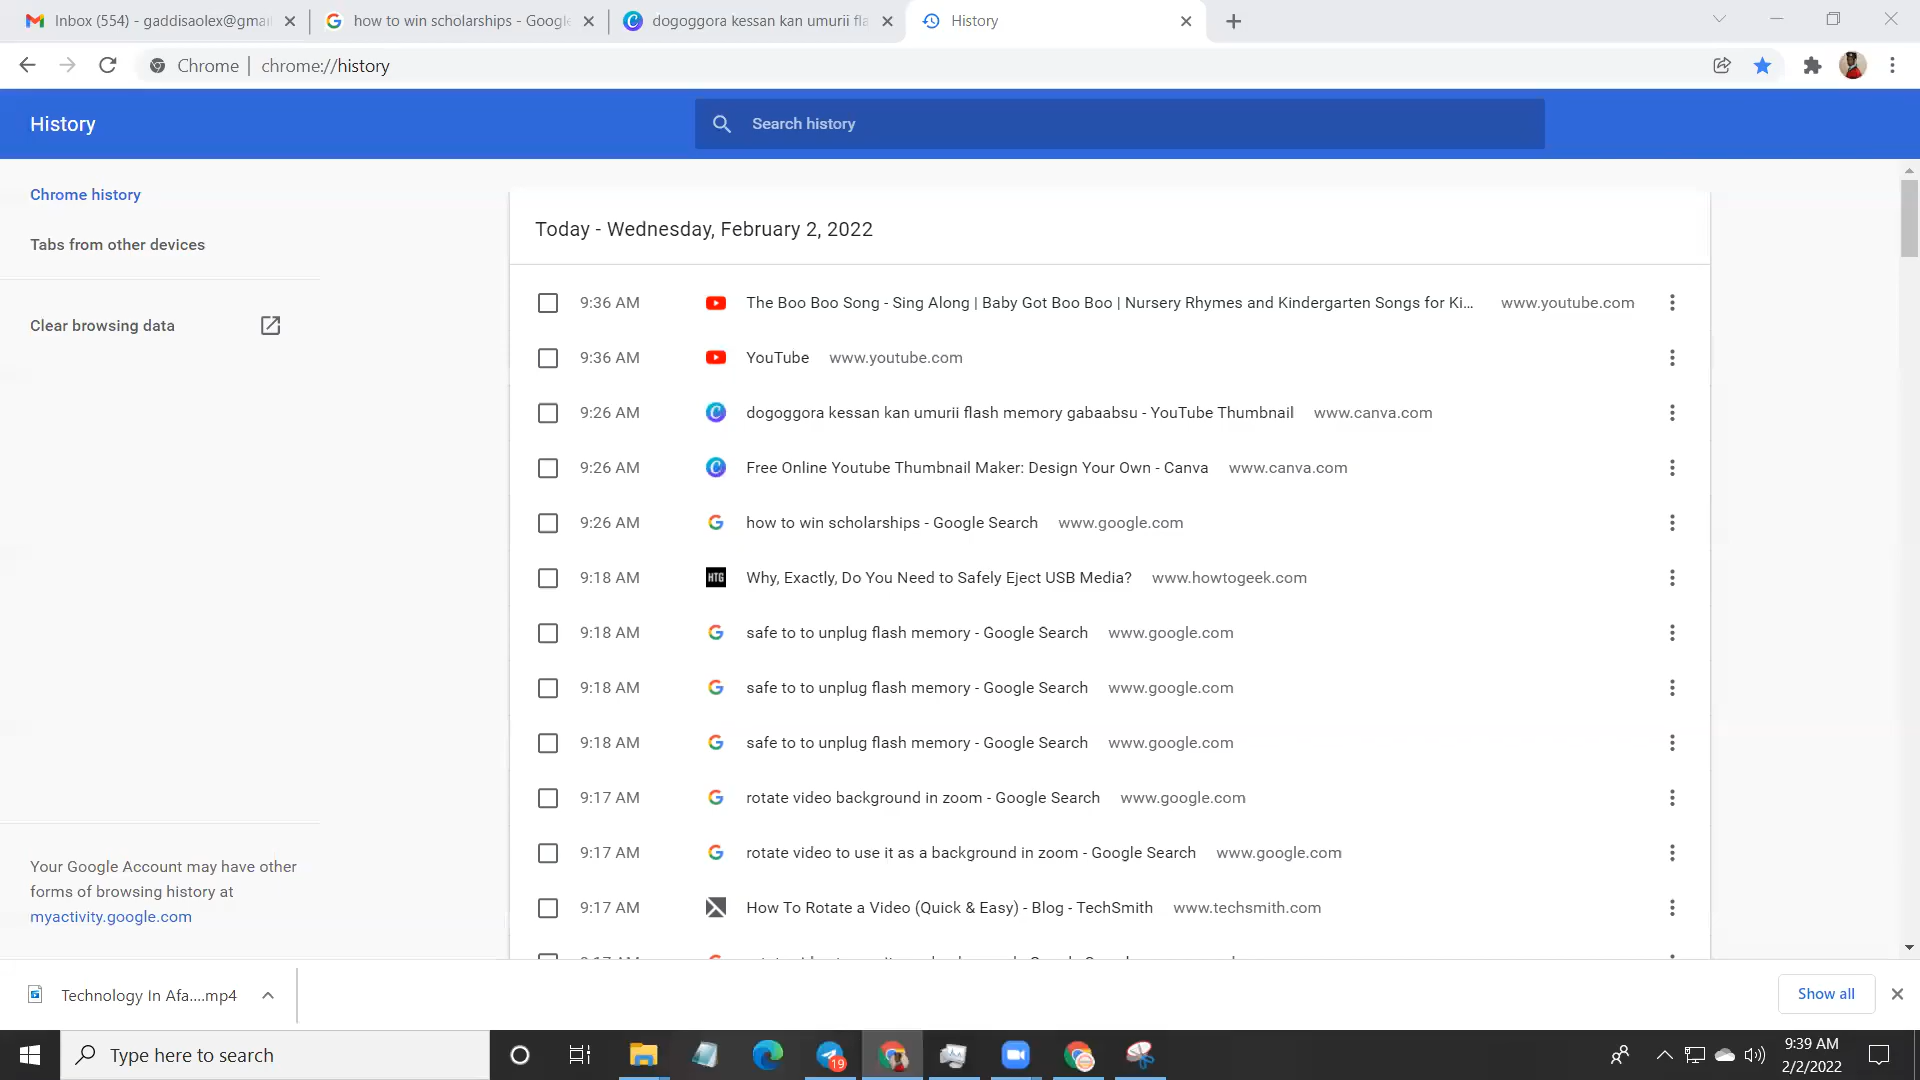 Inbox (554) - gaddisaolex@gmai
how to win scholarships - Google
dogoggora kessan kan umurii fla
History
Chrome | chrome://history
History
Search history
Chrome history
Tabs from other devices
Clear browsing data
Today - Wednesday, February 2, 2022
9:36 AM The Boo Boo Song - Sing Along | Baby Got Boo Boo | Nursery Rhymes and Kindergarten Songs for Ki... www.youtube.com
9:36 AM YouTube www.youtube.com
9:26 AM dogoggora kessan kan umurii flash memory gabaabsu - YouTube Thumbnail www.canva.com
9:26 AM Free Online Youtube Thumbnail Maker: Design Your Own - Canva www.canva.com
9:26 AM how to win scholarships - Google Search www.google.com
9:18 AM HTG Why, Exactly, Do You Need to Safely Eject USB Media? www.howtogeek.com
9:18 AM safe to to unplug flash memory - Google Search www.google.com
9:18 AM safe to to unplug flash memory - Google Search www.google.com
9:18 AM safe to to unplug flash memory - Google Search www.google.com
9:17 AM rotate video background in zoom - Google Search www.google.com
9:17 AM rotate video to use it as a background in zoom - Google Search www.google.com
9:17 AM How To Rotate a Video (Quick & Easy) - Blog - TechSmith www.techsmith.com
Your Google Account may have other
forms of browsing history at
myactivity.google.com
Technology In Afa....mp4
Show all
Type here to search
19
9:39 AM
2/2/2022